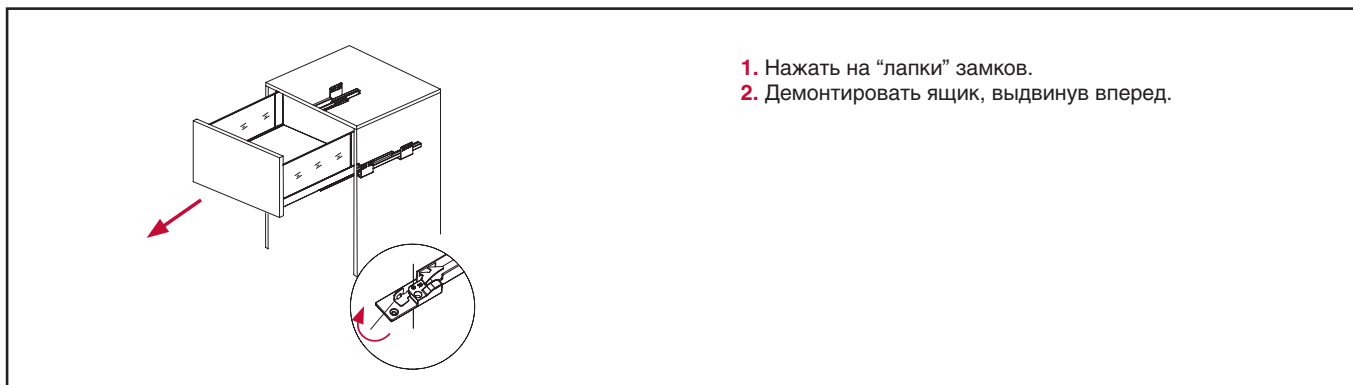 1. Нажать на “лапки” замков.
2. Демонтировать ящик, выдвинув вперед.